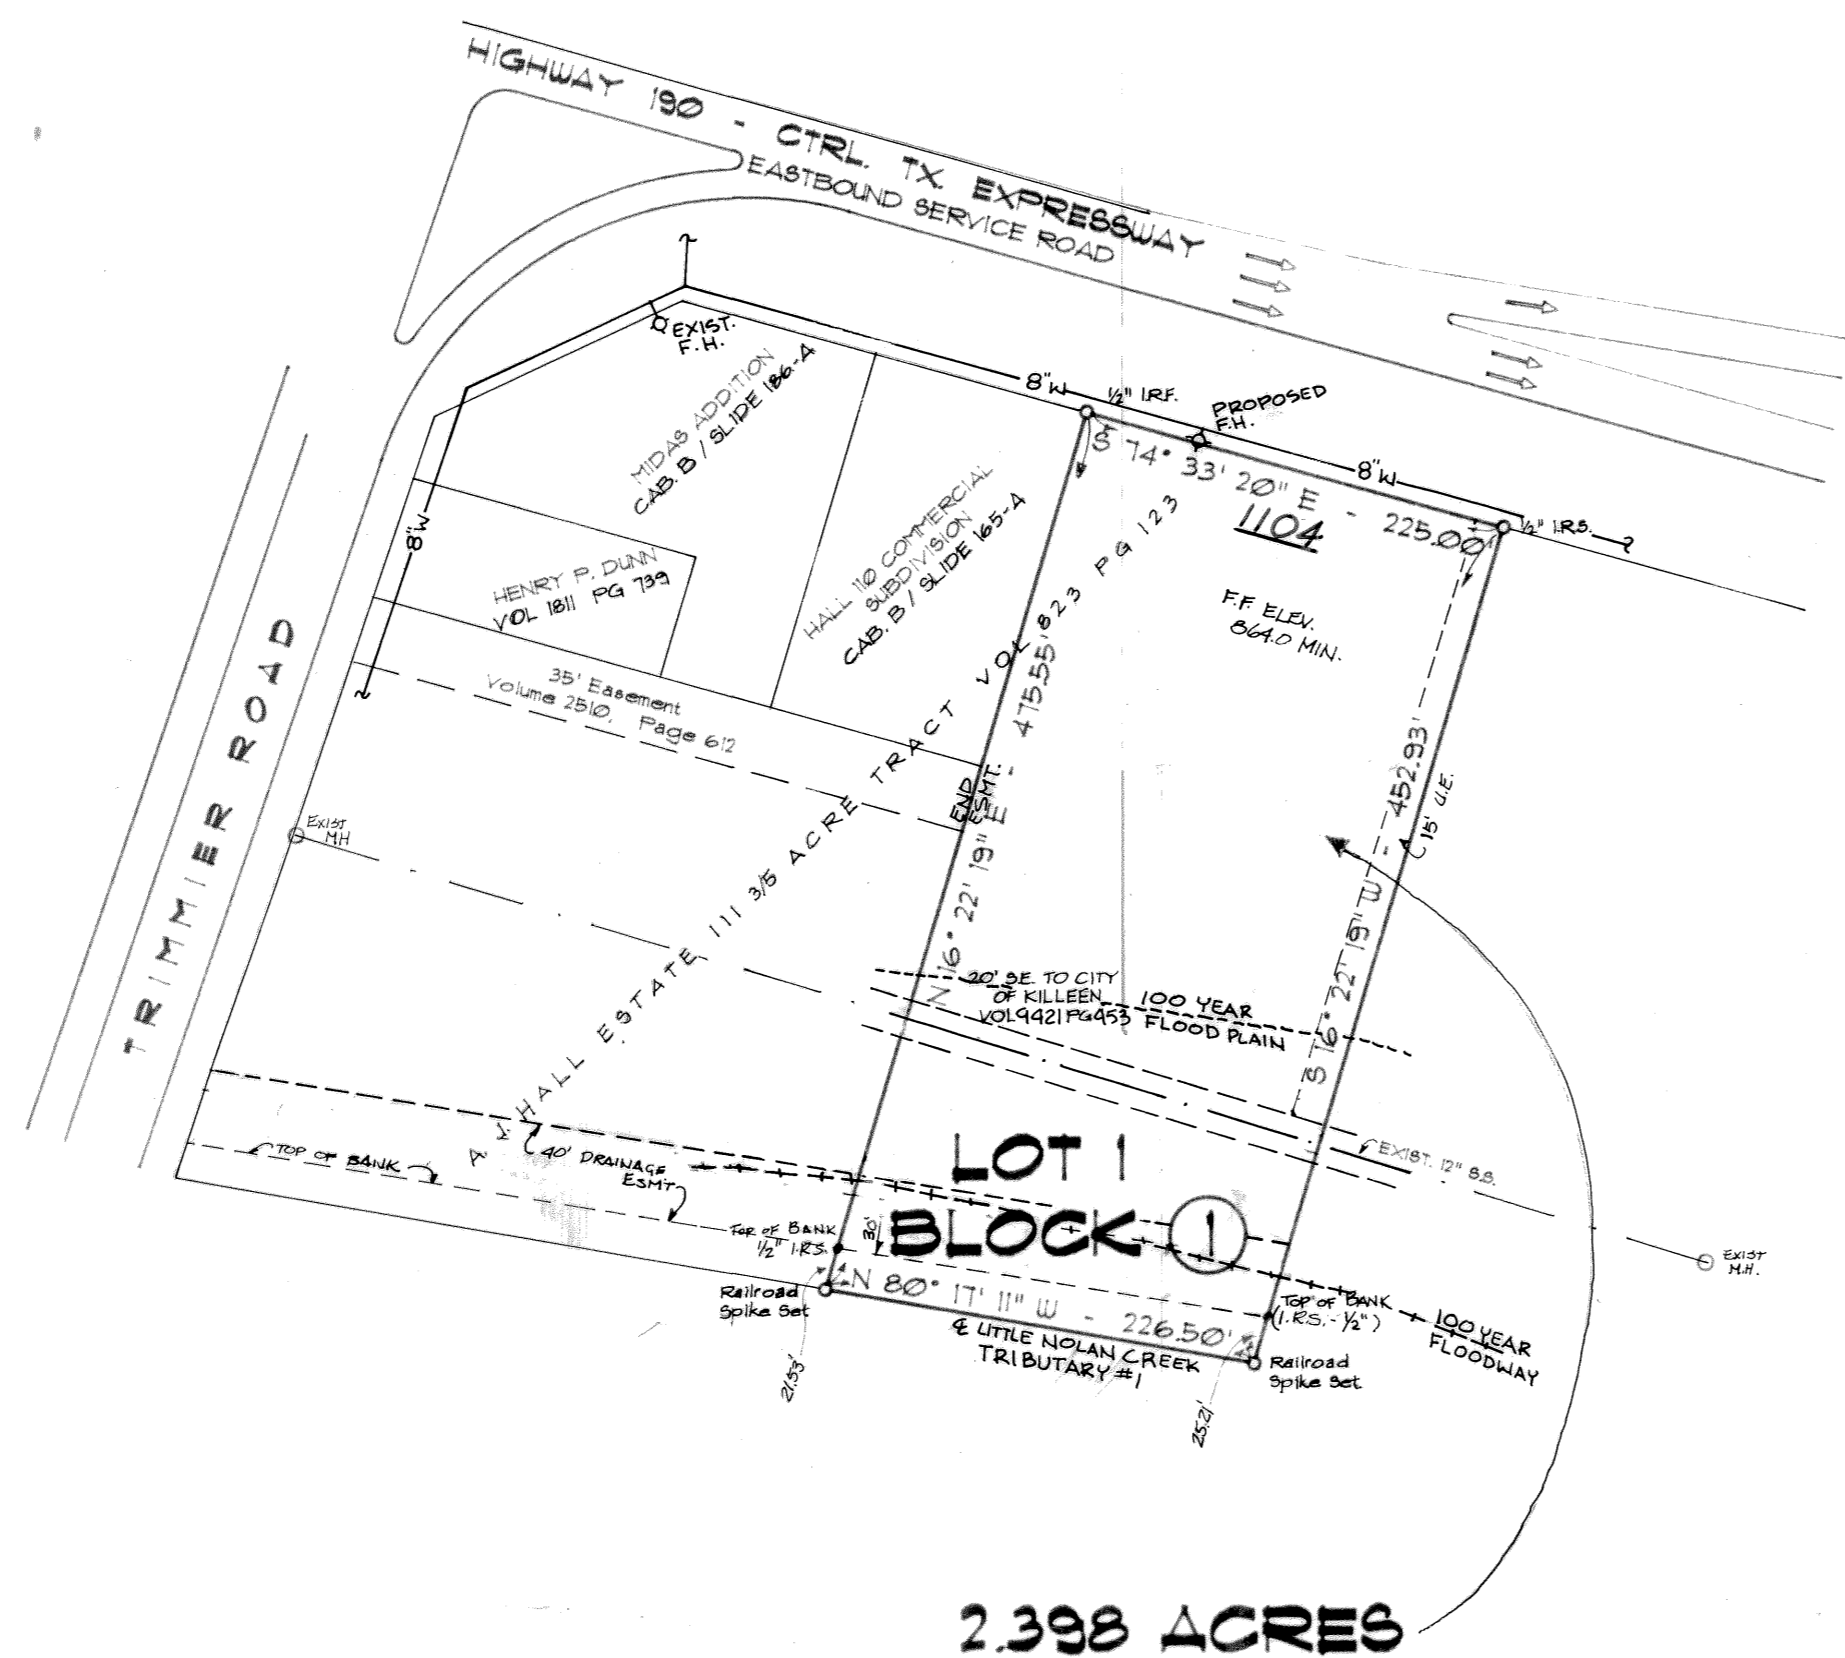 HIGHWAY 190 - CTRL. TX. EXPRESSWAY
EASTBOUND SERVICE ROAD
EXIST.
F.H.
MIDAS ADDITION
CAB. B / SLIDE 186-A
8"W
1/2" I.R.F.
PROPOSED
F.H.
8"W
S 74° 33' 20" E - 225.00'
1104
1/2" I.R.S.
8"W
HENRY P. DUNN
VOL 1811 PG 739
HALL 110 COMMERCIAL
SUBDIVISION
CAB. B / SLIDE 165-A
F.F. ELEV.
864.0 MIN.
35' Easement
Volume 2510, Page 612
TRIMMIER ROAD
EXIST
MH
A.J. HALL ESTATE 111 3/5 ACRE TRACT VOL 823 PG 123
END
ESMT.
N 16° 22' 19" E - 475.55'
S 16° 22' 19" W - 452.93'
15' U.E.
20' S.E. TO CITY
OF KILLEEN
VOL9421PG453
100 YEAR
FLOOD PLAIN
EXIST. 12" S.S.
TOP OF BANK
40' DRAINAGE
ESMT
LOT 1
BLOCK 1
TOP OF BANK
1/2" I.R.S.
30'
EXIST
M.H.
Railroad
Spike Set
N 80° 17' 11" W - 226.50'
TOP OF BANK
(I.R.S. - 1/2")
100 YEAR
FLOODWAY
℄ LITTLE NOLAN CREEK
TRIBUTARY #1
Railroad
Spike Set
21.53'
25.21'
2.398 ACRES